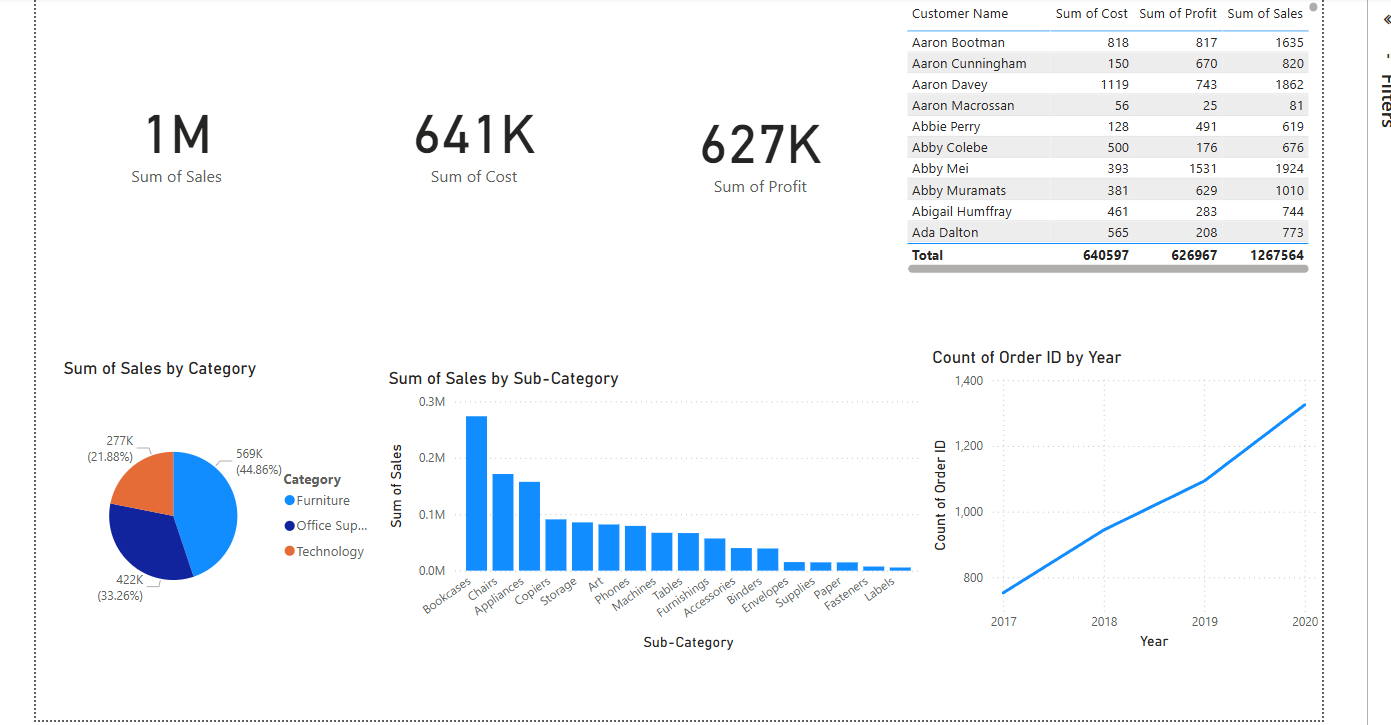 Customer Name Sum of Cost Sum of Profit Sum of Sales
Aaron Bootman 818 817 1635
Aaron Cunningham 150 670 820
Aaron Davey 1119 743 1862
Aaron Macrossan 56 25 81
Abbie Perry 128 491 619
Abby Colebe 500 176 676
Abby Mei 393 1531 1924
Abby Muramats 381 629 1010
Abigail Humffray 461 283 744
Ada Dalton 565 208 773
Total 640597 626967 1267564
1M
Sum of Sales
641K
Sum of Cost
627K
Sum of Profit
Filters
Sum of Sales by Category
277K
(21.88%)
569K
(44.86%)
422K
(33.26%)
Category
Furniture
Office Sup...
Technology
Sum of Sales by Sub-Category
Sum of Sales
0.3M
0.2M
0.1M
0.0M
Bookcases
Chairs
Appliances
Copiers
Storage
Art
Phones
Machines
Tables
Furnishings
Accessories
Binders
Envelopes
Supplies
Paper
Fasteners
Labels
Sub-Category
Count of Order ID by Year
Count of Order ID
1,400
1,200
1,000
800
2017 2018 2019 2020
Year